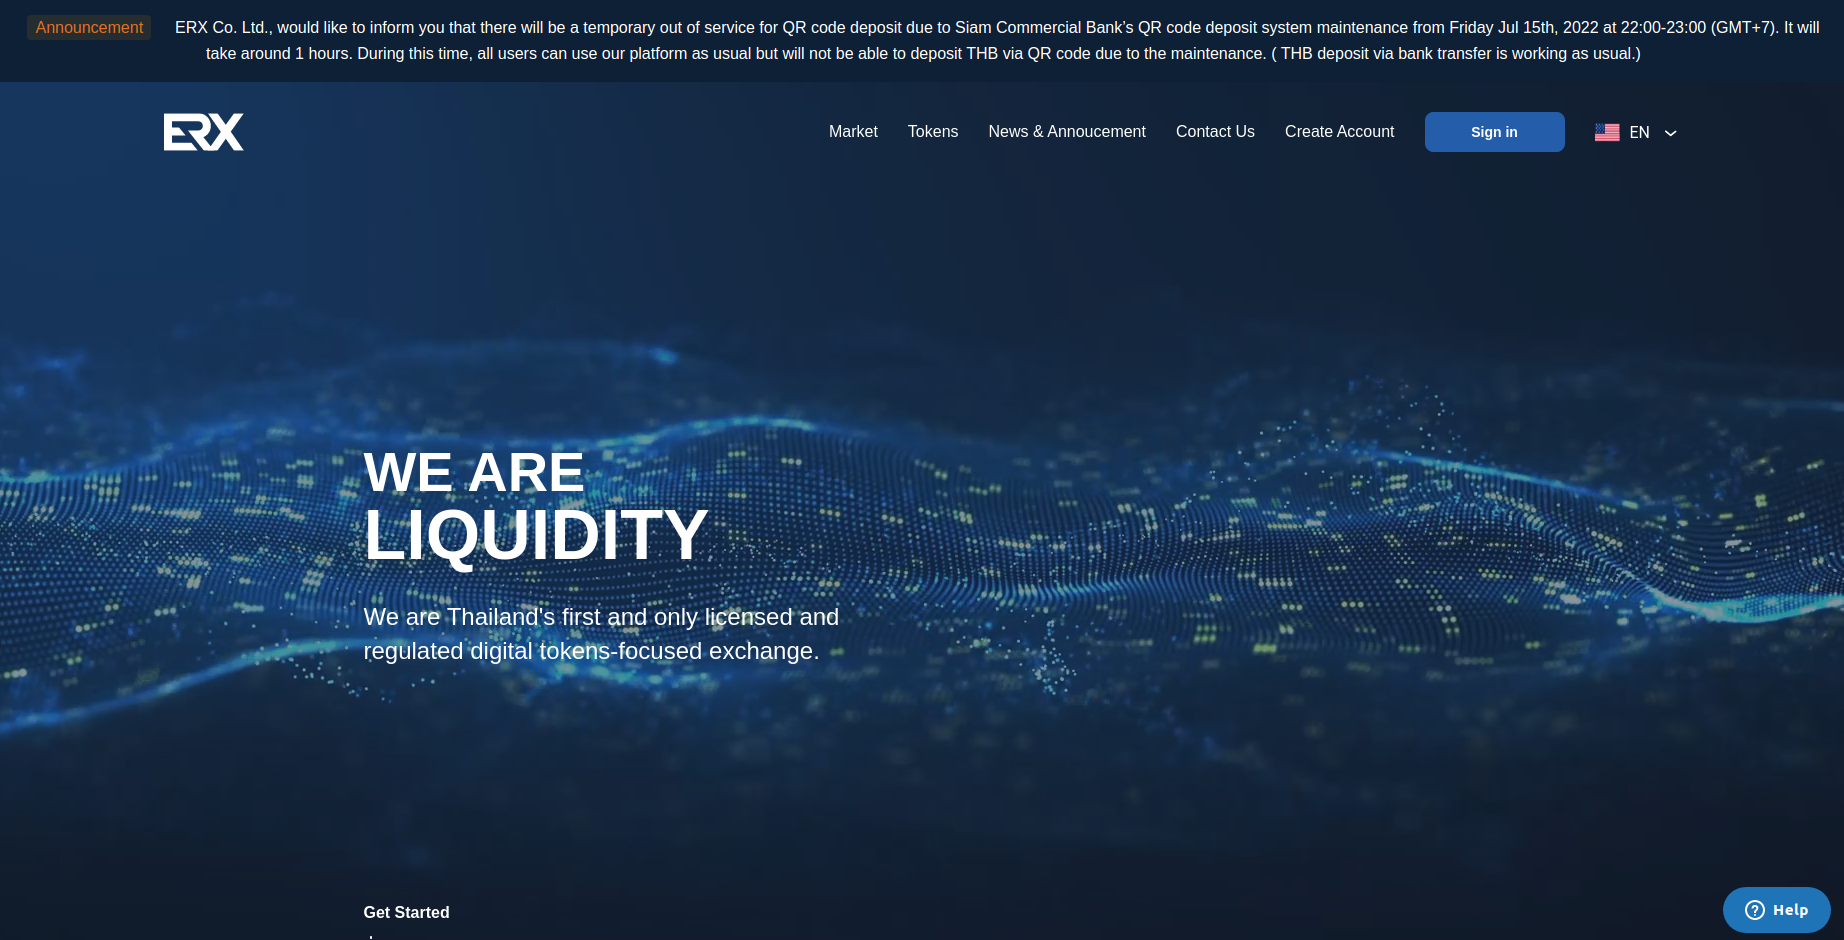 Announcement
ERX Co. Ltd., would like to inform you that there will be a temporary out of service for QR code deposit due to Siam Commercial Bank’s QR code deposit system maintenance from Friday Jul 15th, 2022 at 22:00-23:00 (GMT+7). It will
take around 1 hours. During this time, all users can use our platform as usual but will not be able to deposit THB via QR code due to the maintenance. ( THB deposit via bank transfer is working as usual.)
ERX
Market
Tokens
News & Annoucement
Contact Us
Create Account
Sign in
EN
WE ARE
LIQUIDITY
We are Thailand's first and only licensed and
regulated digital tokens-focused exchange.
Get Started
Help